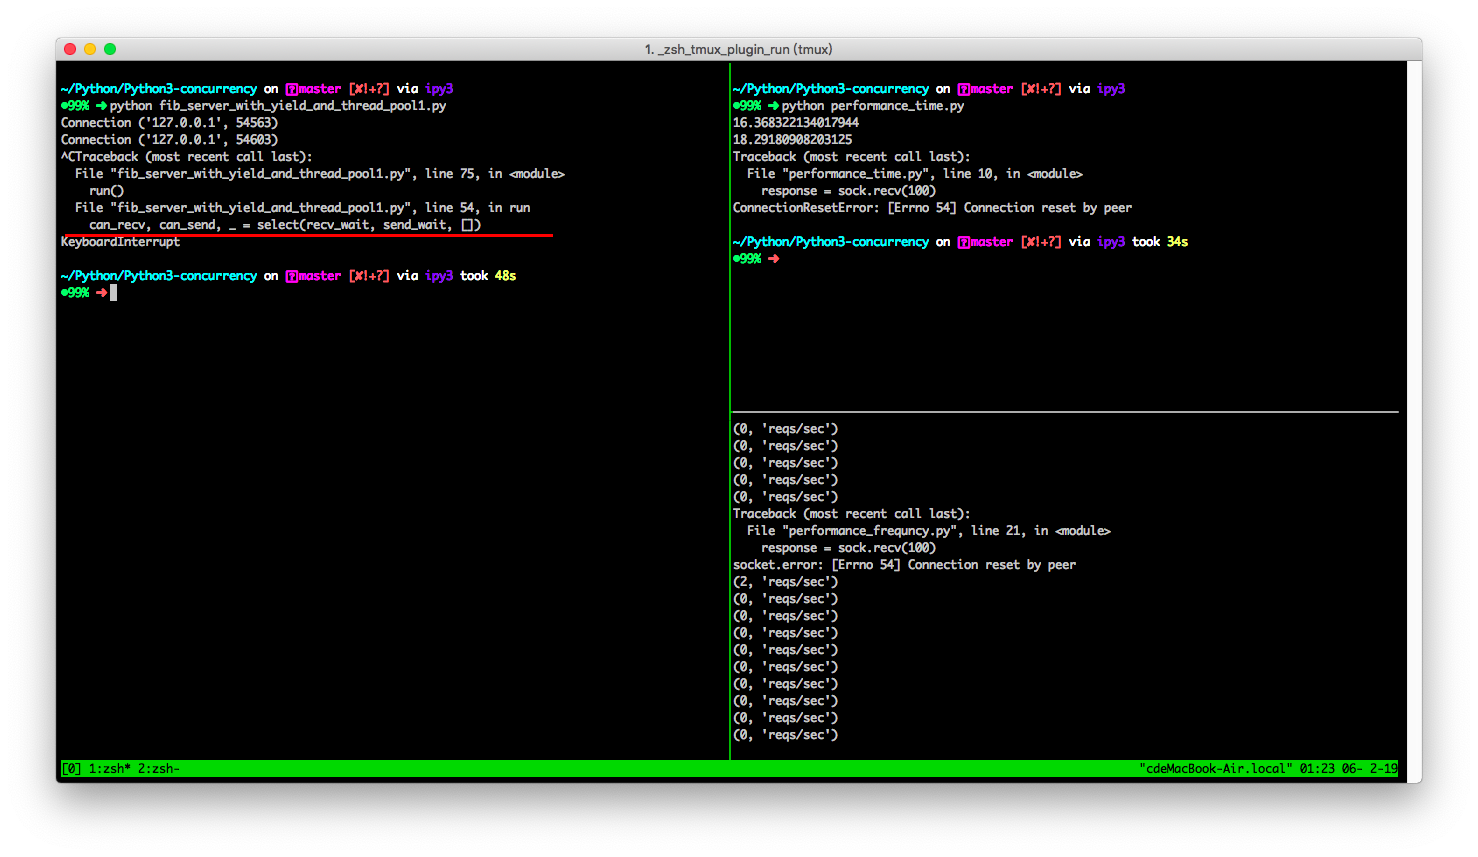 1. _zsh_tmux_plugin_run (tmux)
~/Python/Python3-concurrency on master [✘!+?] via ipy3
●99% ➜ python fib_server_with_yield_and_thread_pool1.py
Connection ('127.0.0.1', 54563)
Connection ('127.0.0.1', 54603)
^CTraceback (most recent call last):
  File "fib_server_with_yield_and_thread_pool1.py", line 75, in <module>
    run()
  File "fib_server_with_yield_and_thread_pool1.py", line 54, in run
    can_recv, can_send, _ = select(recv_wait, send_wait, [])
KeyboardInterrupt
~/Python/Python3-concurrency on master [✘!+?] via ipy3 took 48s
●99% ➜
~/Python/Python3-concurrency on master [✘!+?] via ipy3
●99% ➜ python performance_time.py
16.368322134017944
18.29180908203125
Traceback (most recent call last):
  File "performance_time.py", line 10, in <module>
    response = sock.recv(100)
ConnectionResetError: [Errno 54] Connection reset by peer
~/Python/Python3-concurrency on master [✘!+?] via ipy3 took 34s
●99% ➜
(0, 'reqs/sec')
(0, 'reqs/sec')
(0, 'reqs/sec')
(0, 'reqs/sec')
(0, 'reqs/sec')
Traceback (most recent call last):
  File "performance_frequncy.py", line 21, in <module>
    response = sock.recv(100)
socket.error: [Errno 54] Connection reset by peer
(2, 'reqs/sec')
(0, 'reqs/sec')
(0, 'reqs/sec')
(0, 'reqs/sec')
(0, 'reqs/sec')
(0, 'reqs/sec')
(0, 'reqs/sec')
(0, 'reqs/sec')
(0, 'reqs/sec')
(0, 'reqs/sec')
[0] 1:zsh* 2:zsh- "cdeMacBook-Air.local" 01:23 06- 2-19